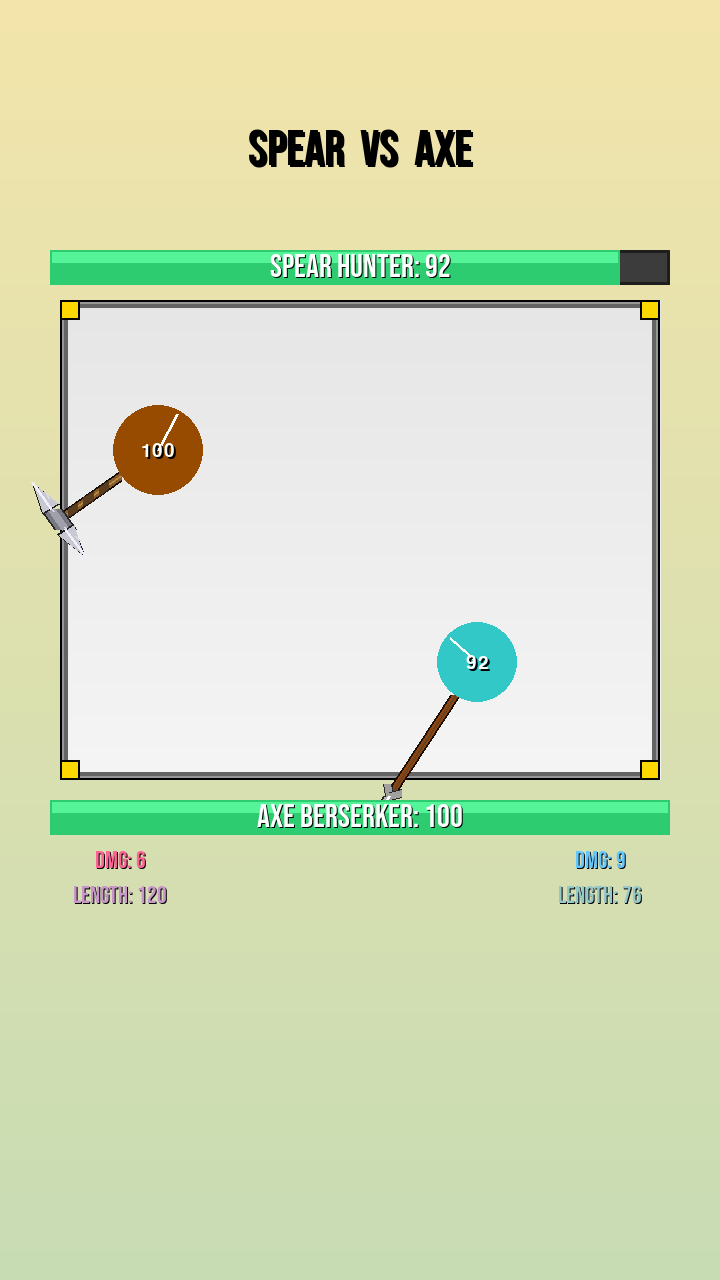 SPEAR VS AXE
SPEAR HUNTER: 92
100
92
AXE BERSERKER: 100
DMG: 6
DMG: 9
LENGTH: 120
LENGTH: 76